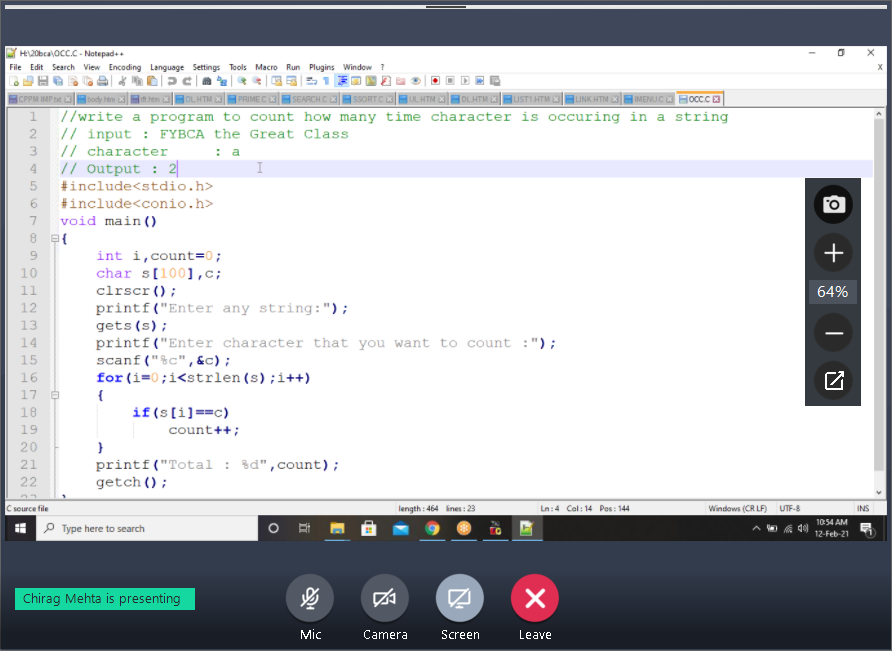 H:\20bca\OCC.C - Notepad++
File Edit Search View Encoding Language Settings Tools Macro Run Plugins Window ?
X
CPPM IMP.txt body.htm ift.htm OL.HTM PRIME.C SEARCH.C SSORT.C UL.HTM DL.HTM LIST1.HTM LINK.HTM IMENU.C OCC.C
1 //write a program to count how many time character is occuring in a string
2 // input : FYBCA the Great Class
3 // character : a
4 // Output : 2
5 #include<stdio.h>
6 #include<conio.h>
7 void main()
8 {
9 int i,count=0;
10 char s[100],c;
11 clrscr();
12 printf("Enter any string:");
13 gets(s);
14 printf("Enter character that you want to count :");
15 scanf("%c",&c);
16 for(i=0;i<strlen(s);i++)
17 {
18 if(s[i]==c)
19 count++;
20 }
21 printf("Total : %d",count);
22 getch();
64%
C source file length : 464 lines : 23 Ln : 4 Col : 14 Pos : 144 Windows (CR LF) UTF-8 INS
Type here to search
10:54 AM
12-Feb-21
1
Chirag Mehta is presenting
Mic Camera Screen Leave